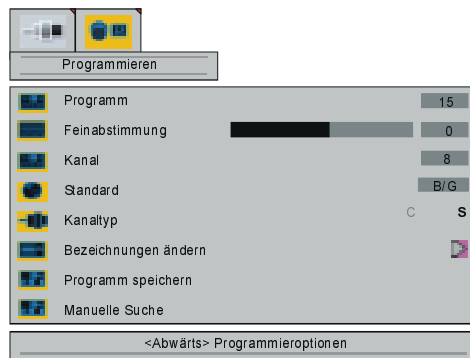 Programmieren
Programm 15
Feinabstimmung 0
Kanal 8
Standard B/G
Kanaltyp C S
Bezeichnungen ändern
Programm speichern
Manuelle Suche
<Abwärts> Programmieroptionen